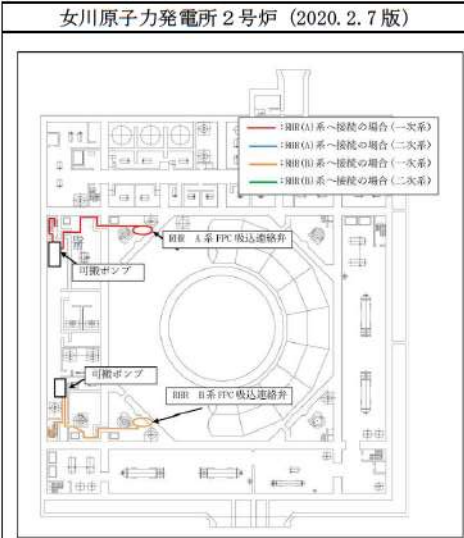 女川原子力発電所２号炉 (2020.2.7版)
:RHR(A)系へ接続の場合(一次系)
:RHR(A)系へ接続の場合(二次系)
:RHR(B)系へ接続の場合(一次系)
:RHR(B)系へ接続の場合(二次系)
RHR A系FPC吸込連絡弁
可搬ポンプ
可搬ポンプ
RHR B系FPC吸込連絡弁